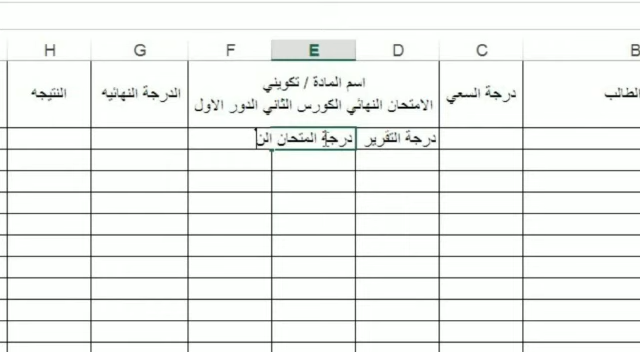 B C D E F G H
الطالب درجة السعي اسم المادة / تكويني الدرجة النهائيه النتيجه
الامتحان النهائي الكورس الثاني الدور الاول
درجة التقرير درجة المتحان الن